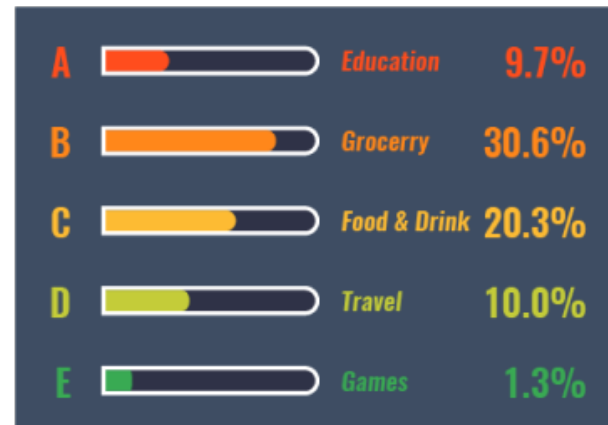 A Education 9.7%
B Grocerry 30.6%
C Food & Drink 20.3%
D Travel 10.0%
E Games 1.3%